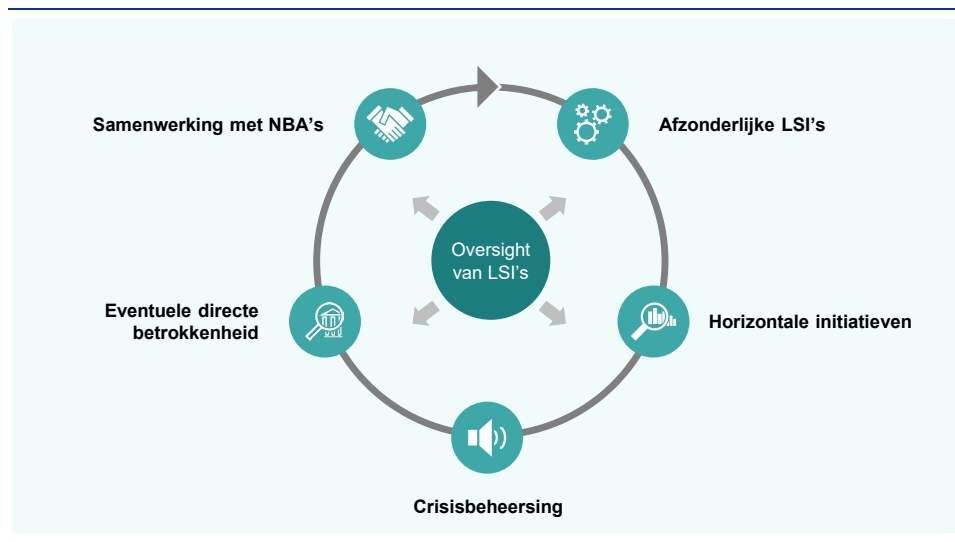 Samenwerking met NBA’s
Afzonderlijke LSI’s
Oversight
van LSI’s
Eventuele directe
betrokkenheid
Horizontale initiatieven
Crisisbeheersing